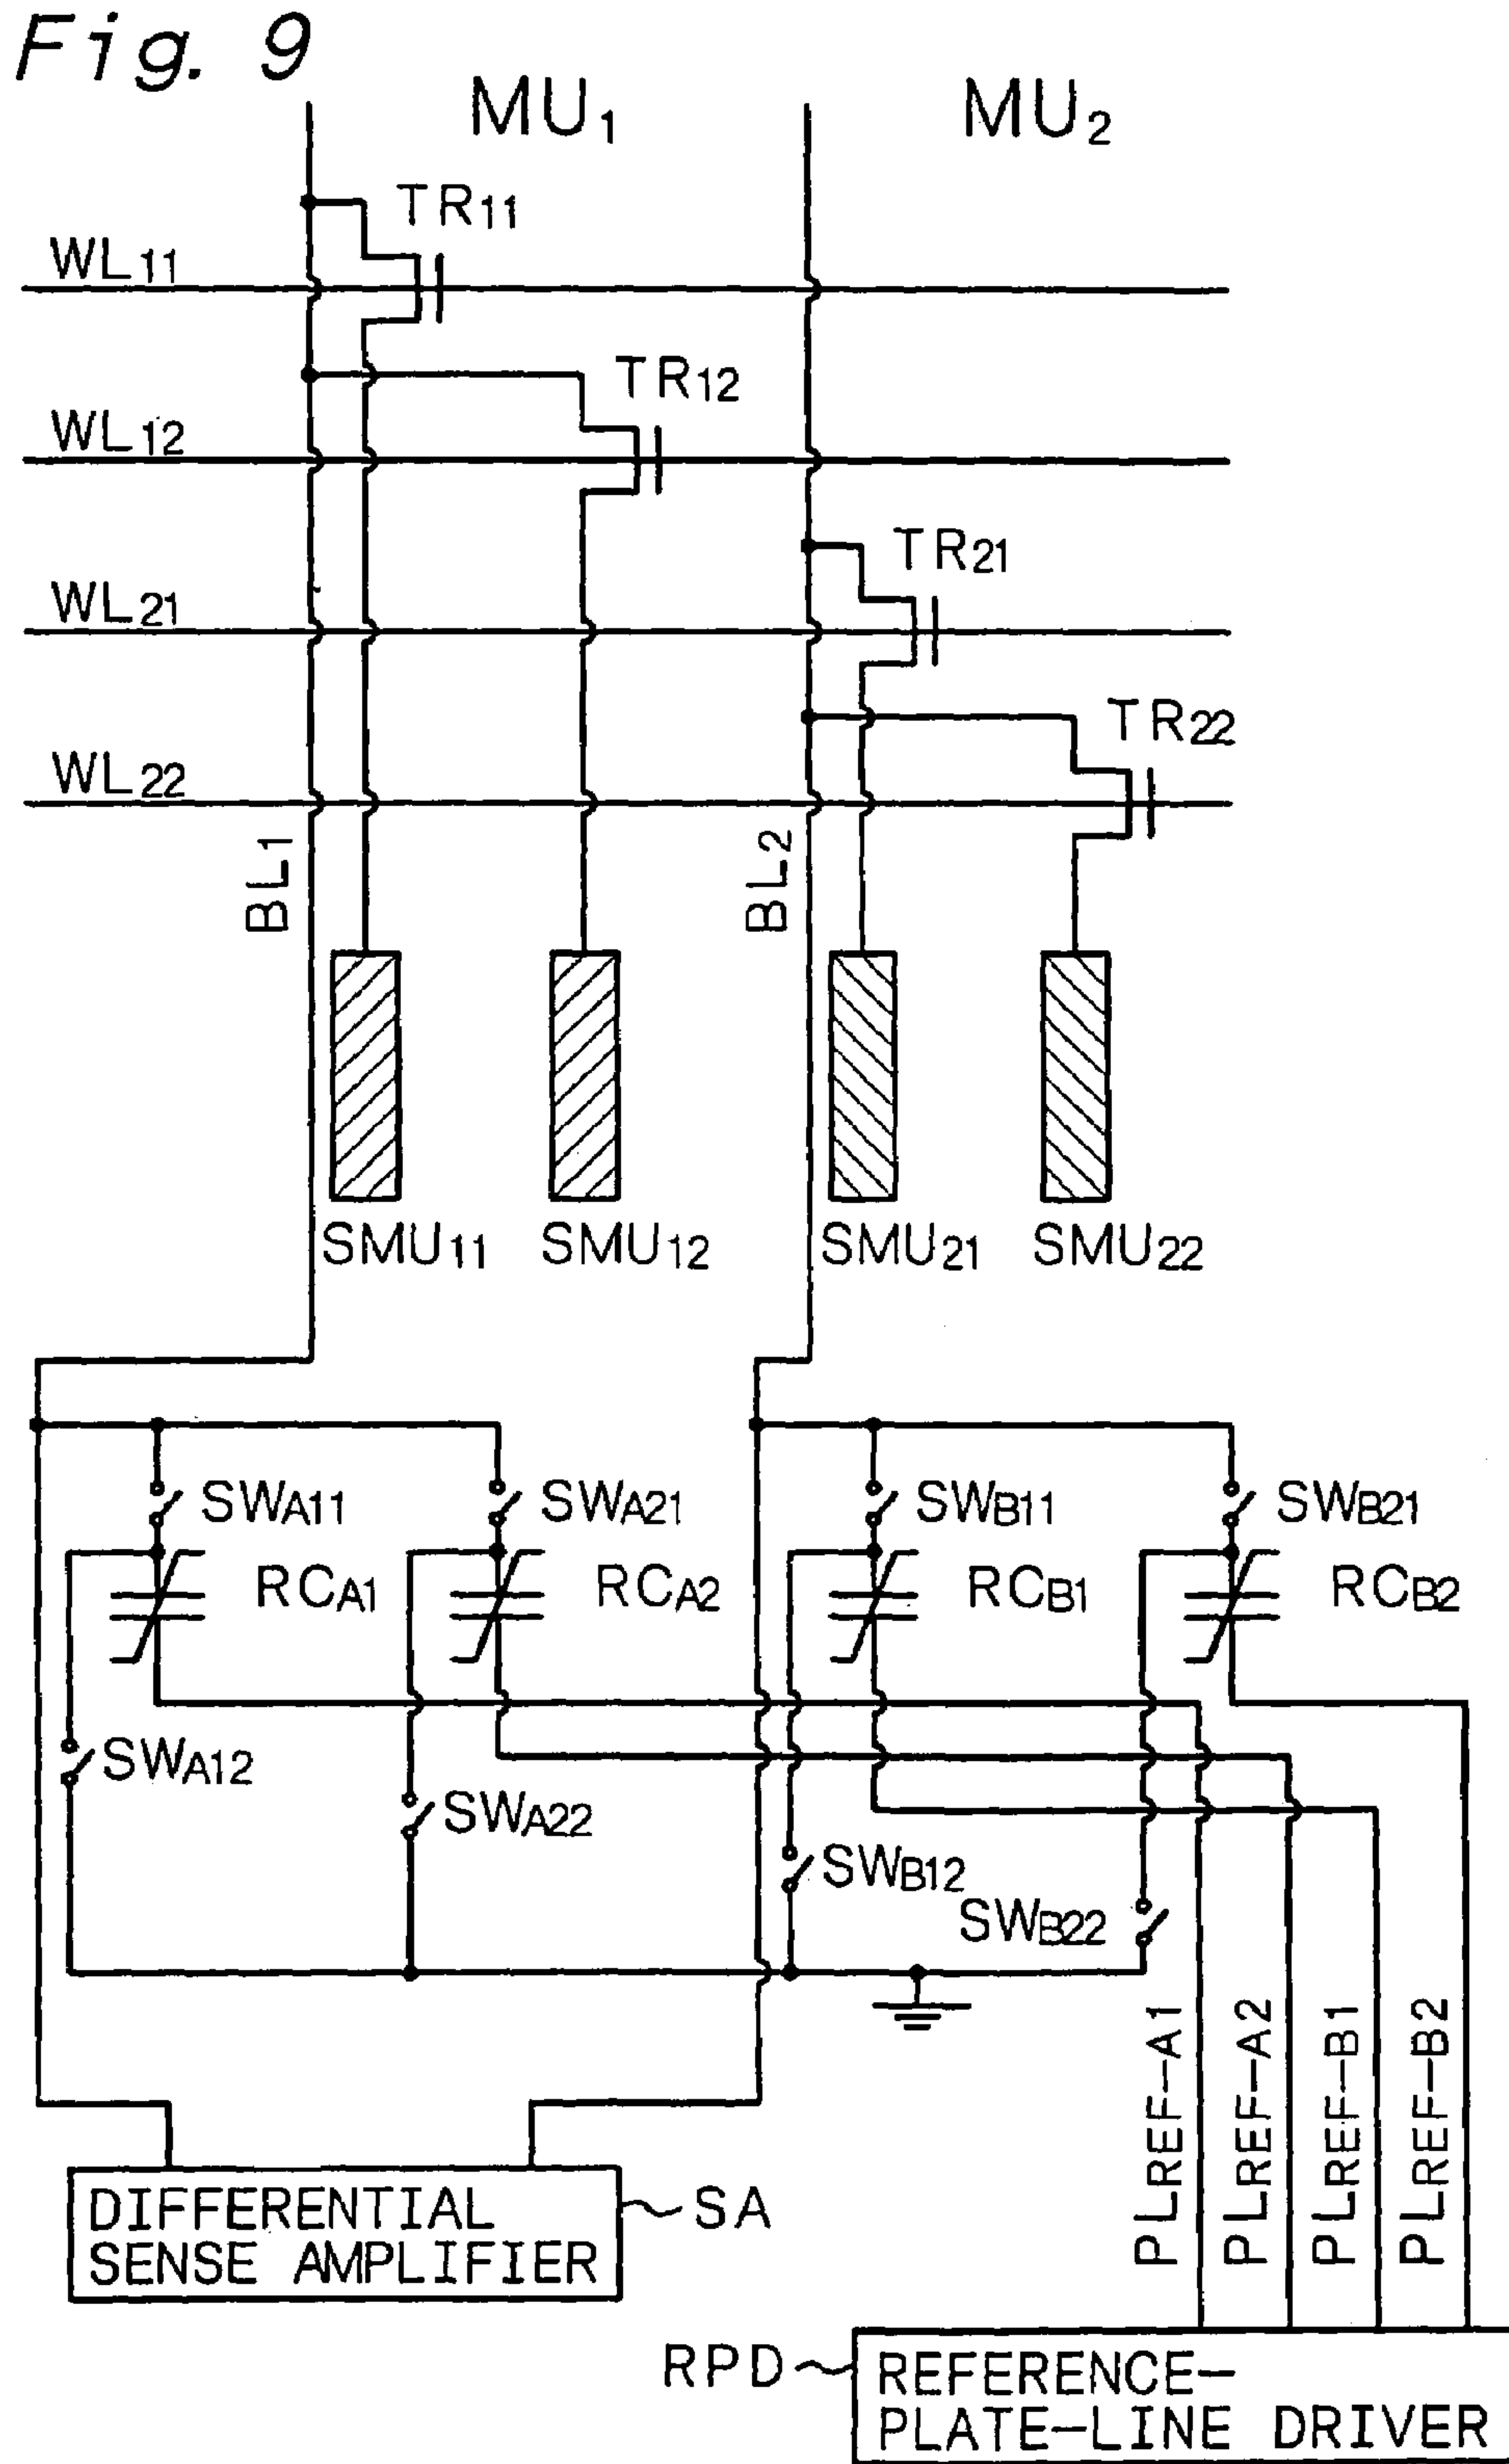 Fig. 9
MU1 MU2
TR11
WL11
TR12
WL12
TR21
WL21
TR22
WL22
BL1
BL2
SMU11 SMU12 SMU21 SMU22
SWA11 SWA21 SWB11 SWB21
RCA1 RCA2 RCB1 RCB2
SWA12
SWA22
SWB12
SWB22
PLREF-A1
PLREF-A2
PLREF-B1
PLREF-B2
DIFFERENTIAL
SENSE AMPLIFIER
SA
RPD
REFERENCE-
PLATE-LINE DRIVER